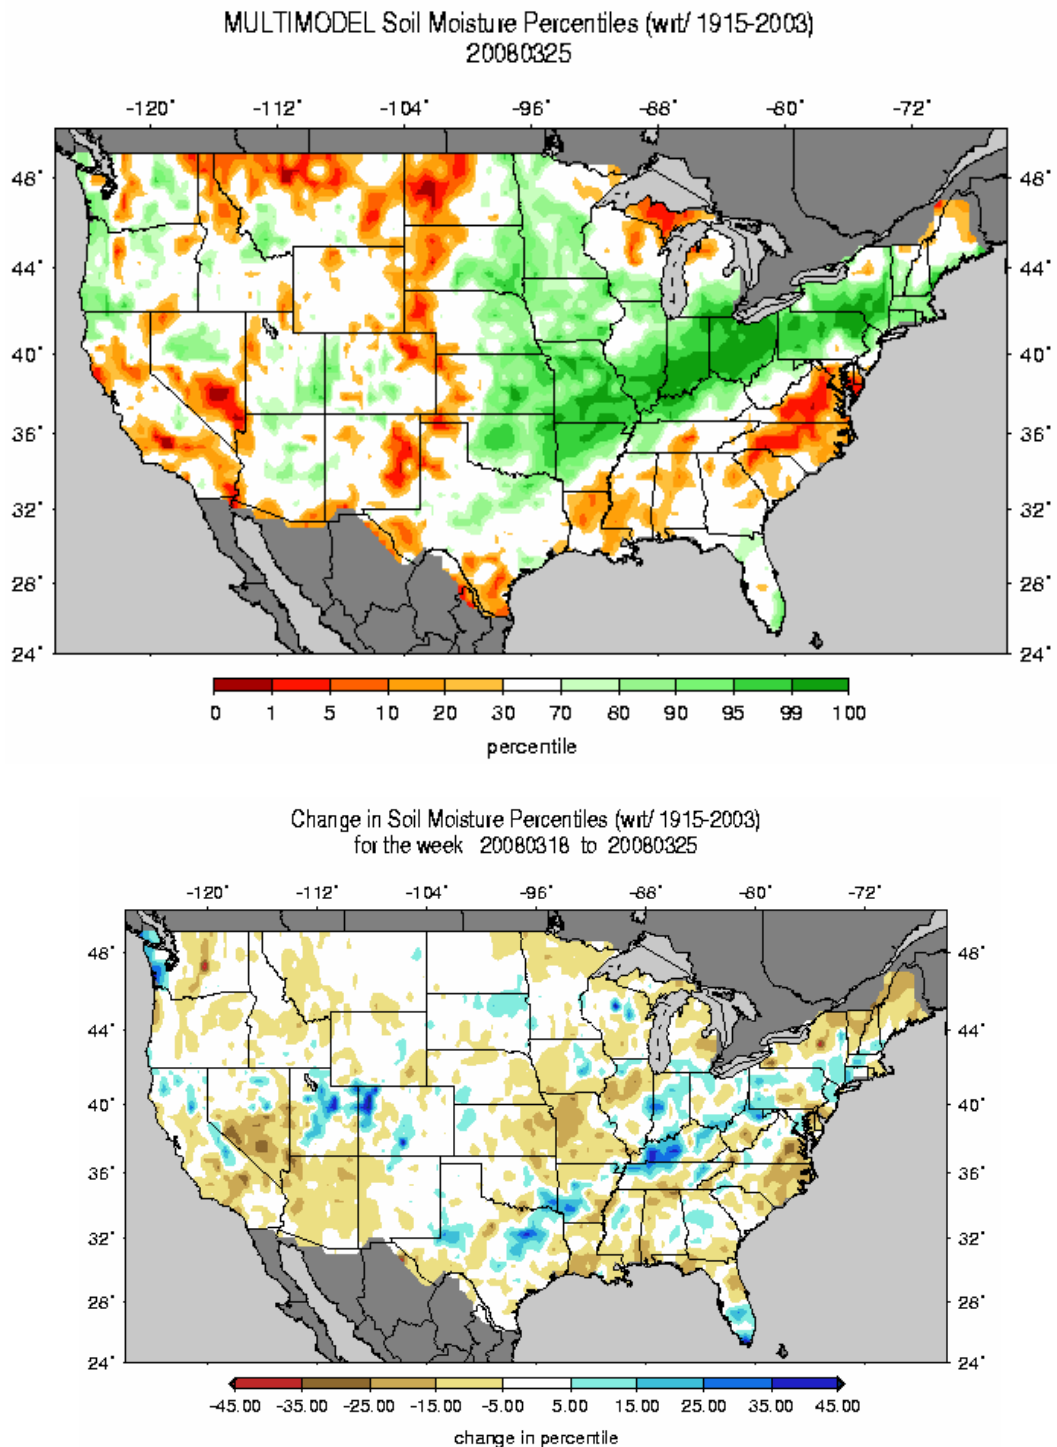 MULTIMODEL Soil Moisture Percentiles (wrt/ 1915-2003)
20080325
-120° -112° -104° -96° -88° -80° -72°
48° 48°
44° 44°
40° 40°
36° 36°
32° 32°
28° 28°
24° 24°
0 1 5 10 20 30 70 80 90 95 99 100
percentile
Change in Soil Moisture Percentiles (wrt/ 1915-2003)
for the week 20080318 to 20080325
-120° -112° -104° -96° -88° -80° -72°
48° 48°
44° 44°
40° 40°
36° 36°
32° 32°
28° 28°
24° 24°
-45.00 -35.00 -25.00 -15.00 -5.00 5.00 15.00 25.00 35.00 45.00
change in percentile